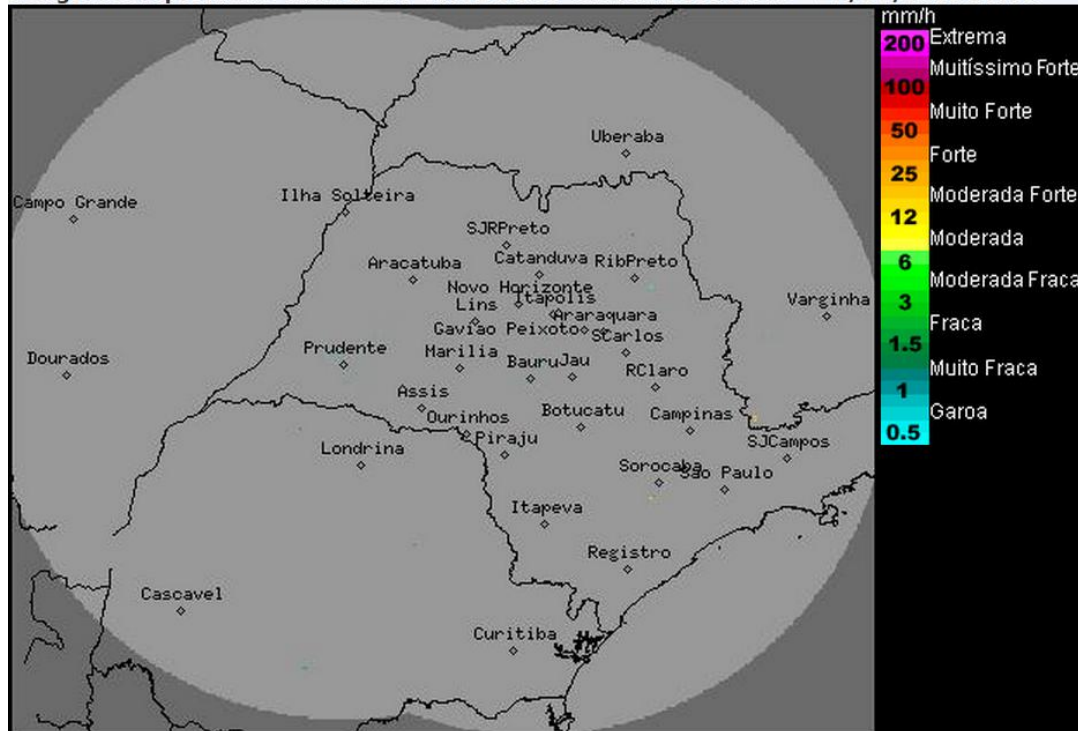 mm/h
200 Extrema
Muitíssimo Forte
100
Muito Forte
50
Forte
25
Moderada Forte
12
Moderada
6
Moderada Fraca
3
Fraca
1.5
Muito Fraca
1
Garoa
0.5
Uberaba
Ilha Solteira
Campo Grande
SJRPreto
Catanduva
RibPreto
Aracatuba
Novo Horizonte
Itapolis
Lins
Araraquara
Varginha
Gaviao Peixoto
SCarlos
Prudente
Marilia
Bauru
Jau
RClaro
Dourados
Assis
Ourinhos
Botucatu
Campinas
Piraju
SJCampos
Londrina
Sorocaba
Sao Paulo
Itapeva
Registro
Cascavel
Curitiba